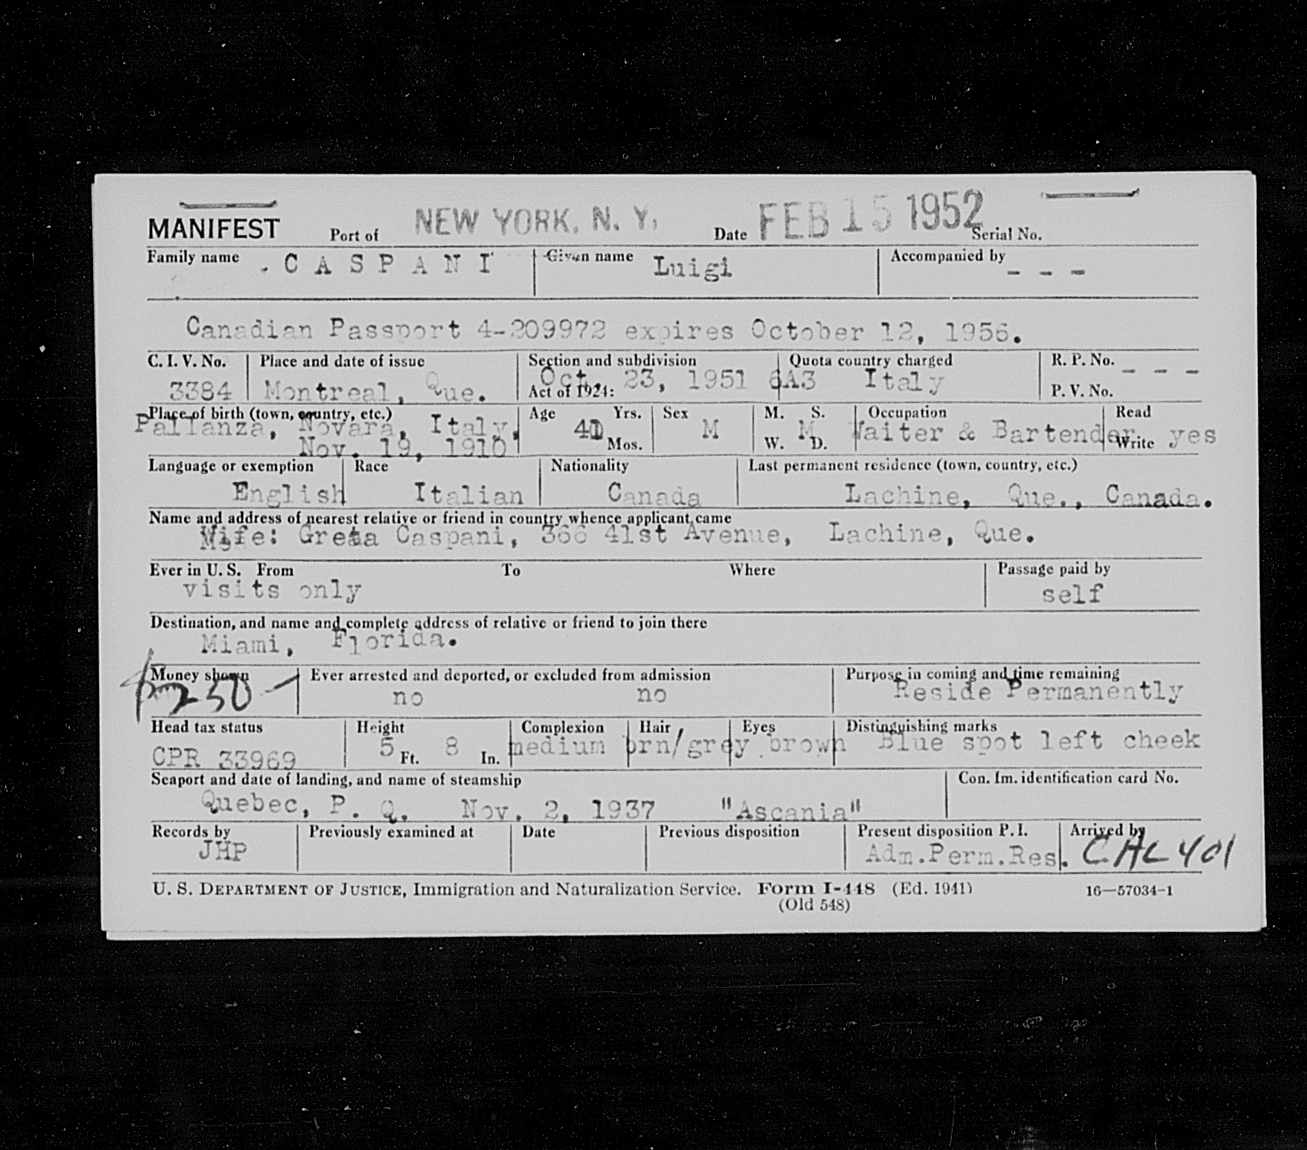 MANIFEST Port of NEW YORK, N. Y. Date FEB 15 1952 Serial No.
Family name CASPANI Given name Luigi Accompanied by - - -
Canadian Passport 4-209972 expires October 12, 1956.
C. I. V. No. Place and date of issue Section and subdivision Quota country charged R. P. No. - - -
3384 Montreal, Que. Oct. 23, 1951 6A3 Italy
Act of 1924: P. V. No.
Place of birth (town, country, etc.) Age Yrs. Sex M. S. Occupation Read
Pallanza, Novara, Italy. 41 M M Waiter & Bartender yes
Nov. 19, 1910 Mos. W. D. Write
Language or exemption Race Nationality Last permanent residence (town, country, etc.)
English Italian Canada Lachine, Que., Canada.
Name and address of nearest relative or friend in country whence applicant came
Wife: Greta Caspani, 366 41st Avenue, Lachine, Que.
Ever in U. S. From To Where Passage paid by
visits only self
Destination, and name and complete address of relative or friend to join there
Miami, Florida.
Money shown Ever arrested and deported, or excluded from admission Purpose in coming and time remaining
$250 - no no Reside Permanently
Head tax status Height Complexion Hair Eyes Distinguishing marks
CPR 33969 5 Ft. 8 In. medium brn/grey brown Blue spot left cheek
Seaport and date of landing, and name of steamship Con. Im. identification card No.
Quebec, P. Q. Nov. 2, 1937 "Ascania"
Records by Previously examined at Date Previous disposition Present disposition P. I. Arrived by
JHP Adm.Perm.Res. CAL 401
U. S. DEPARTMENT OF JUSTICE, Immigration and Naturalization Service. Form I-448 (Ed. 1941) 16—57034-1
(Old 548)